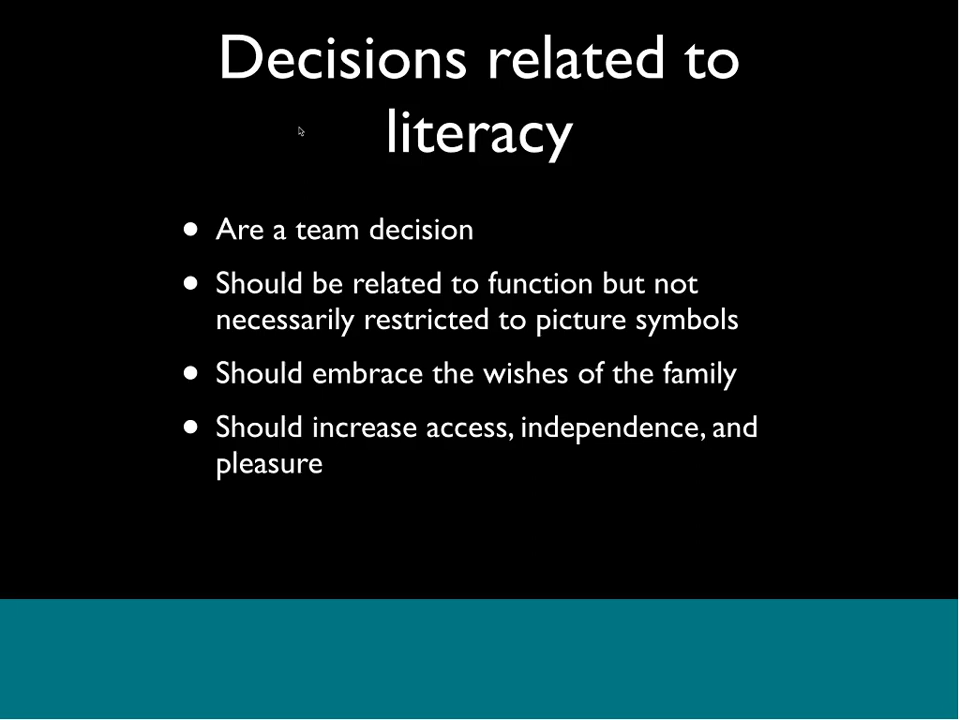 Decisions related to
literacy
• Are a team decision
• Should be related to function but not
necessarily restricted to picture symbols
• Should embrace the wishes of the family
• Should increase access, independence, and
pleasure